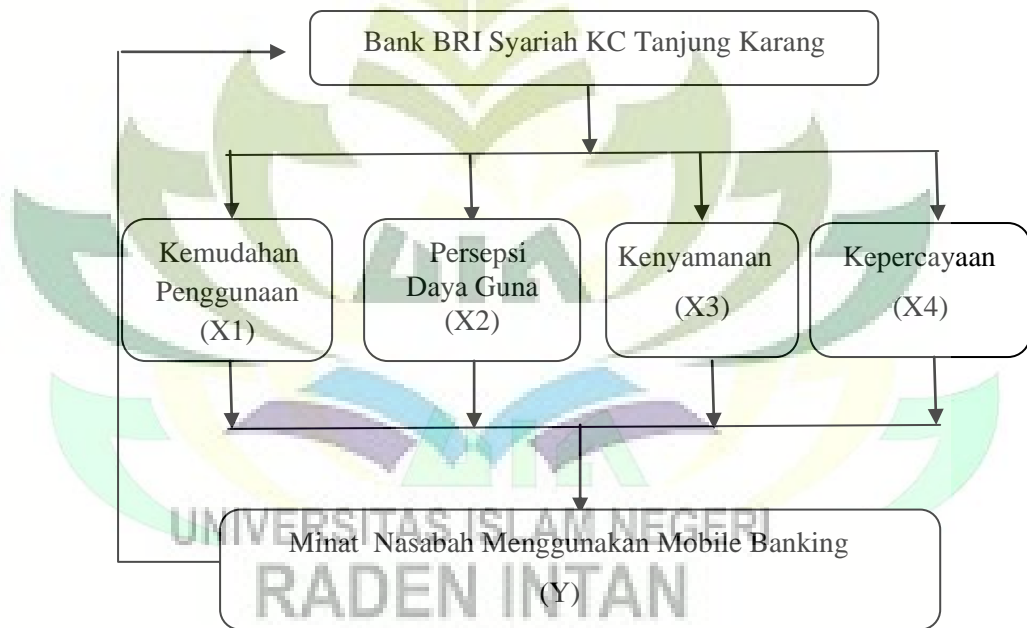 Bank BRI Syariah KC Tanjung Karang
Kemudahan
Penggunaan
(X1)
Persepsi
Daya Guna
(X2)
Kenyamanan
(X3)
Kepercayaan
(X4)
UNIVERSITAS ISLAM NEGERI
Minat Nasabah Menggunakan Mobile Banking
RADEN INTAN
(Y)